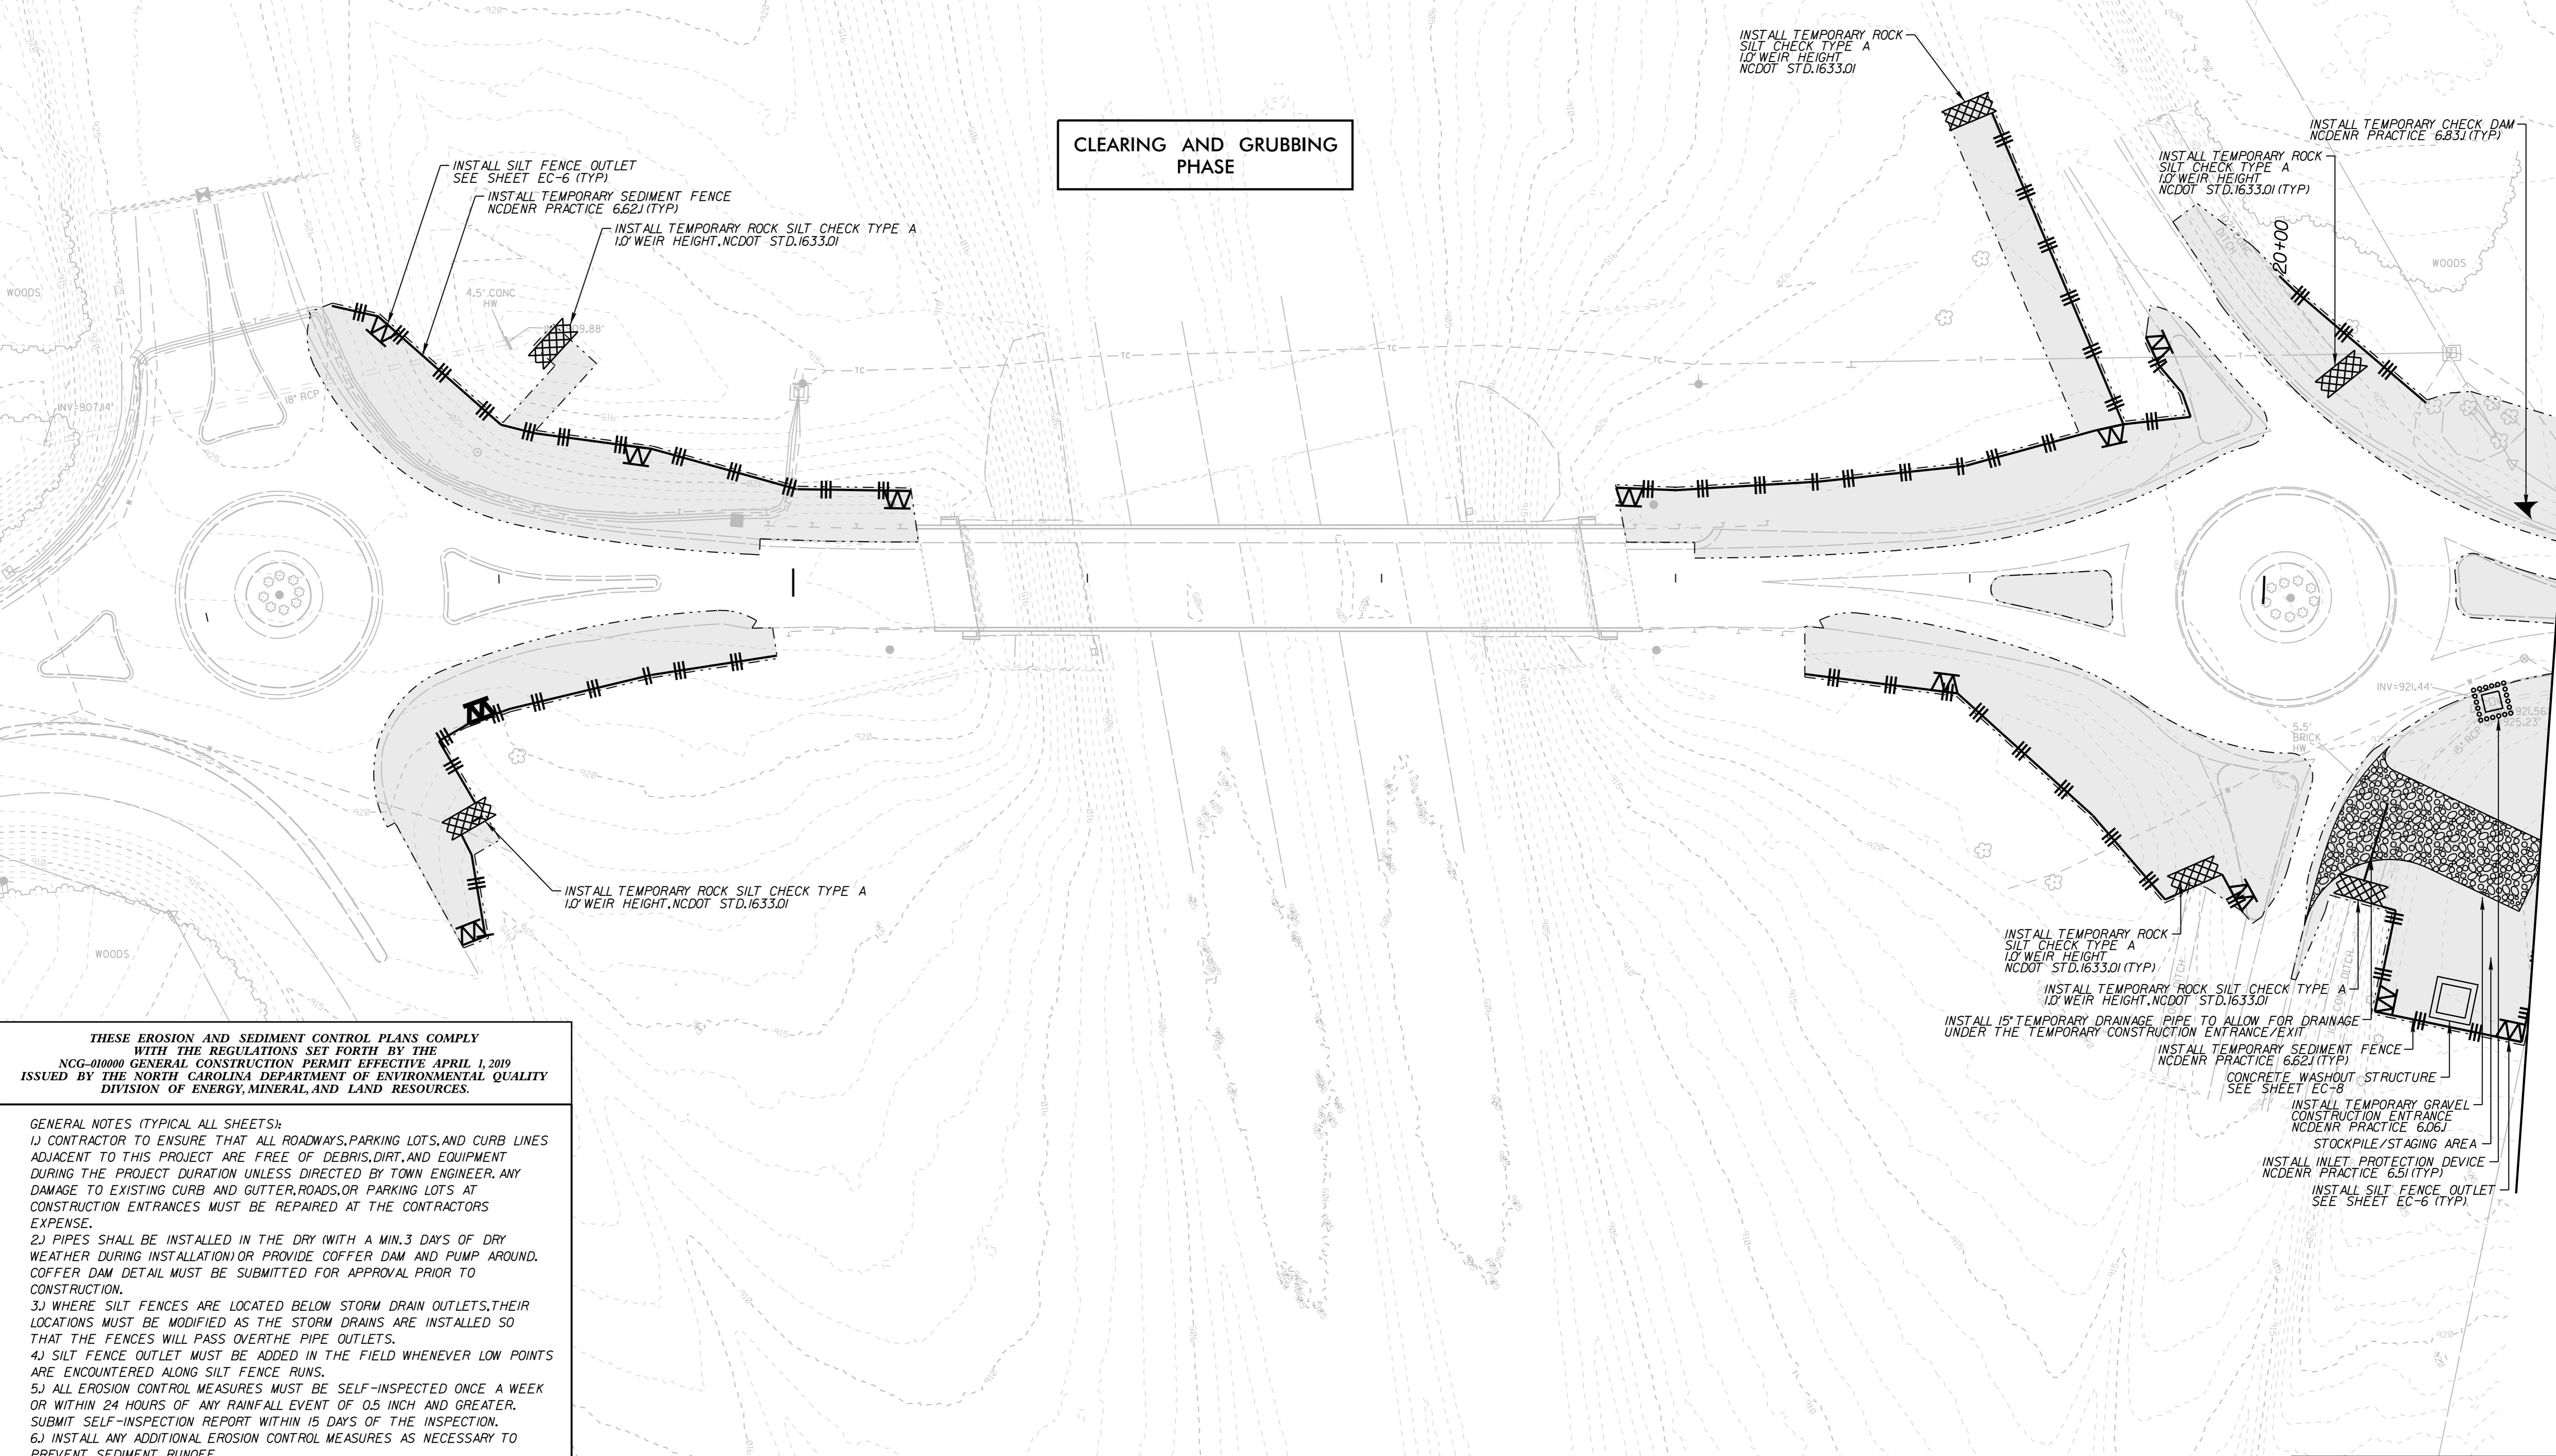 CLEARING AND GRUBBING
PHASE
INSTALL SILT FENCE OUTLET
SEE SHEET EC-6 (TYP)
INSTALL TEMPORARY SEDIMENT FENCE
NCDENR PRACTICE 6.62J (TYP)
INSTALL TEMPORARY ROCK SILT CHECK TYPE A
1.0' WEIR HEIGHT, NCDOT STD. 1633.01
INSTALL TEMPORARY ROCK
SILT CHECK TYPE A
1.0' WEIR HEIGHT
NCDOT STD. 1633.01
INSTALL TEMPORARY CHECK DAM
NCDENR PRACTICE 6.83J (TYP)
INSTALL TEMPORARY ROCK
SILT CHECK TYPE A
1.0' WEIR HEIGHT
NCDOT STD. 1633.01 (TYP)
20+00
WOODS
WOODS
4.5' CONC
HW
18" RCP
INV=907.14'
TC
TC
TC
T
INV=921.44'
5.5'
BRICK
HW
15" RCP
921.56'
925.23'
INSTALL TEMPORARY ROCK SILT CHECK TYPE A
1.0' WEIR HEIGHT, NCDOT STD. 1633.01
WOODS
INSTALL TEMPORARY ROCK
SILT CHECK TYPE A
1.0' WEIR HEIGHT
NCDOT STD. 1633.01 (TYP)
INSTALL TEMPORARY ROCK SILT CHECK TYPE A
1.0' WEIR HEIGHT, NCDOT STD. 1633.01
INSTALL 15" TEMPORARY DRAINAGE PIPE TO ALLOW FOR DRAINAGE
UNDER THE TEMPORARY CONSTRUCTION ENTRANCE/EXIT
INSTALL TEMPORARY SEDIMENT FENCE
NCDENR PRACTICE 6.62J (TYP)
CONCRETE WASHOUT STRUCTURE
SEE SHEET EC-8
INSTALL TEMPORARY GRAVEL
CONSTRUCTION ENTRANCE
NCDENR PRACTICE 6.06J
STOCKPILE/STAGING AREA
INSTALL INLET PROTECTION DEVICE
NCDENR PRACTICE 6.51 (TYP)
INSTALL SILT FENCE OUTLET
SEE SHEET EC-6 (TYP)
THESE EROSION AND SEDIMENT CONTROL PLANS COMPLY
WITH THE REGULATIONS SET FORTH BY THE
NCG-010000 GENERAL CONSTRUCTION PERMIT EFFECTIVE APRIL 1, 2019
ISSUED BY THE NORTH CAROLINA DEPARTMENT OF ENVIRONMENTAL QUALITY
DIVISION OF ENERGY, MINERAL, AND LAND RESOURCES.
GENERAL NOTES (TYPICAL ALL SHEETS):
1.) CONTRACTOR TO ENSURE THAT ALL ROADWAYS, PARKING LOTS, AND CURB LINES
ADJACENT TO THIS PROJECT ARE FREE OF DEBRIS, DIRT, AND EQUIPMENT
DURING THE PROJECT DURATION UNLESS DIRECTED BY TOWN ENGINEER. ANY
DAMAGE TO EXISTING CURB AND GUTTER, ROADS, OR PARKING LOTS AT
CONSTRUCTION ENTRANCES MUST BE REPAIRED AT THE CONTRACTORS
EXPENSE.
2.) PIPES SHALL BE INSTALLED IN THE DRY (WITH A MIN. 3 DAYS OF DRY
WEATHER DURING INSTALLATION) OR PROVIDE COFFER DAM AND PUMP AROUND.
COFFER DAM DETAIL MUST BE SUBMITTED FOR APPROVAL PRIOR TO
CONSTRUCTION.
3.) WHERE SILT FENCES ARE LOCATED BELOW STORM DRAIN OUTLETS, THEIR
LOCATIONS MUST BE MODIFIED AS THE STORM DRAINS ARE INSTALLED SO
THAT THE FENCES WILL PASS OVERTHE PIPE OUTLETS.
4.) SILT FENCE OUTLET MUST BE ADDED IN THE FIELD WHENEVER LOW POINTS
ARE ENCOUNTERED ALONG SILT FENCE RUNS.
5.) ALL EROSION CONTROL MEASURES MUST BE SELF-INSPECTED ONCE A WEEK
OR WITHIN 24 HOURS OF ANY RAINFALL EVENT OF 0.5 INCH AND GREATER.
SUBMIT SELF-INSPECTION REPORT WITHIN 15 DAYS OF THE INSPECTION.
6.) INSTALL ANY ADDITIONAL EROSION CONTROL MEASURES AS NECESSARY TO
PREVENT SEDIMENT RUNOFF